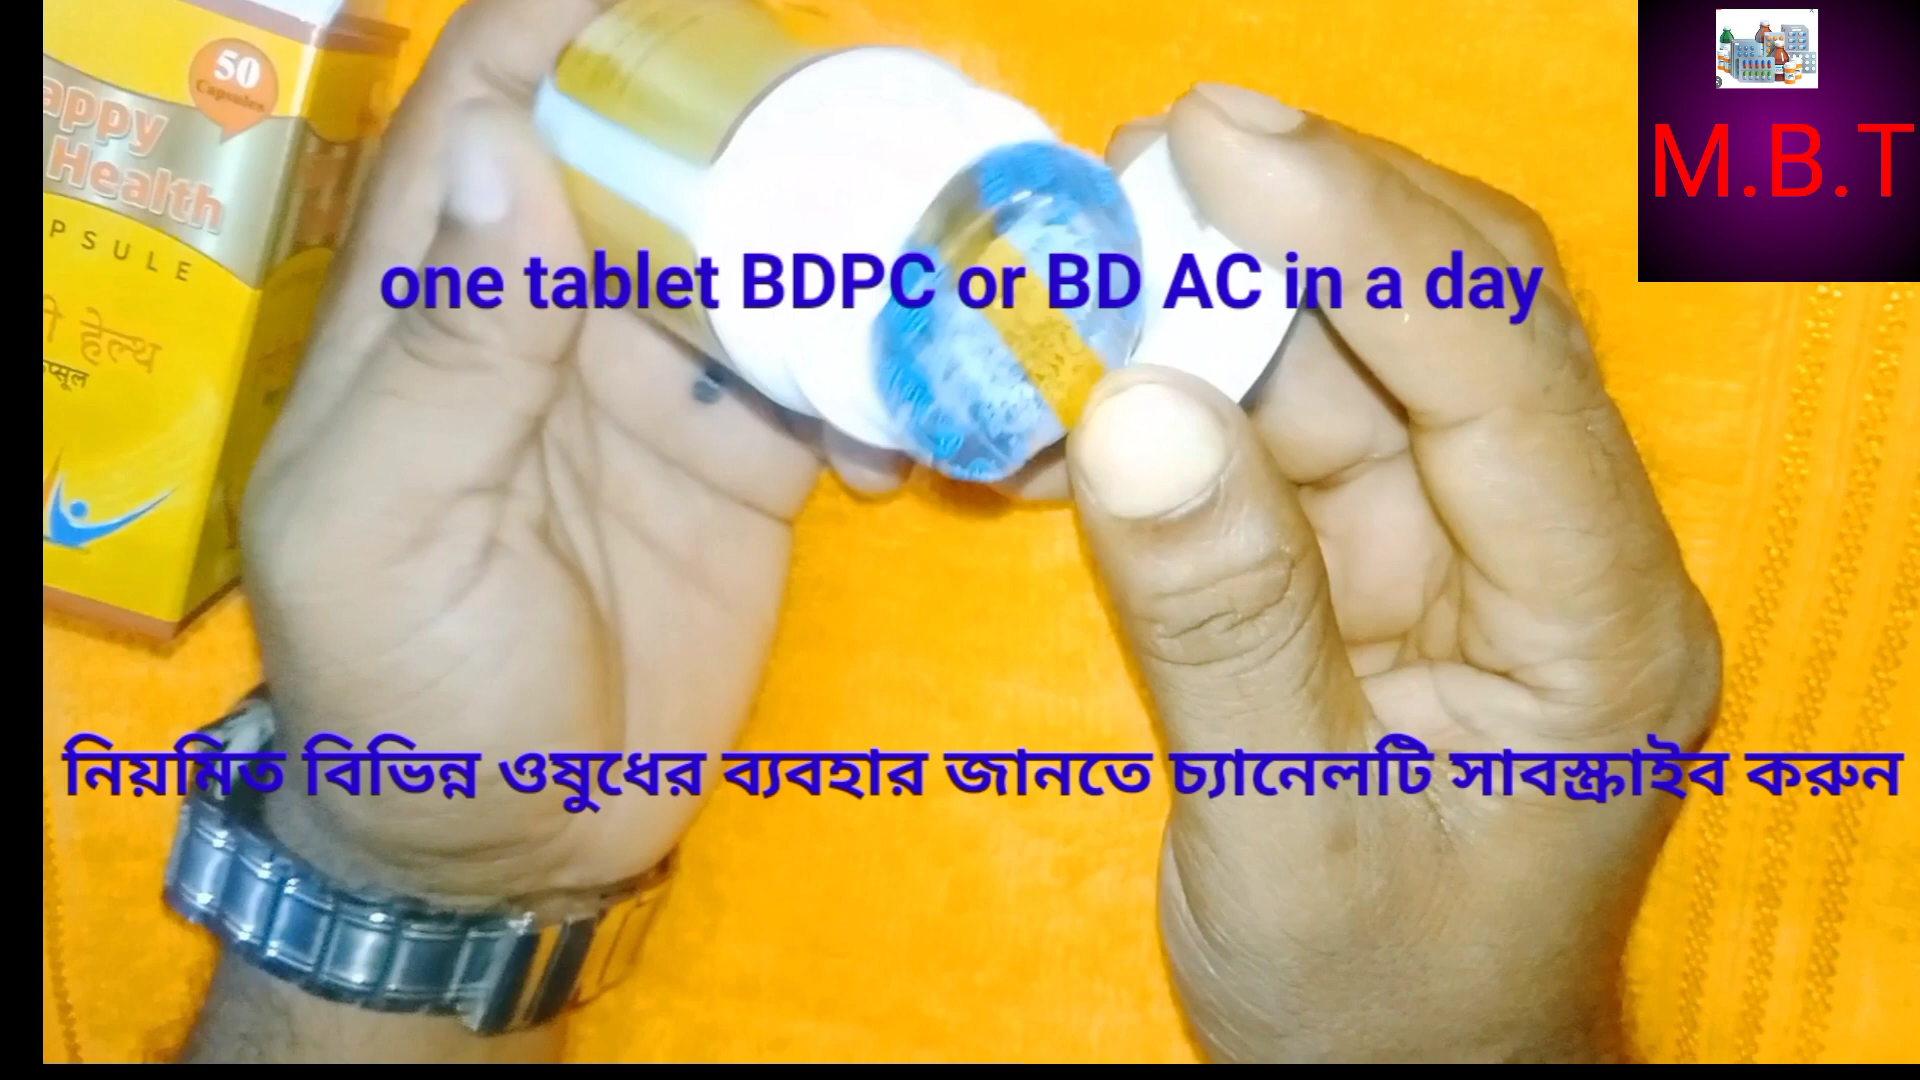 50
Capsules
appy
Health
PSULE
हेल्थ
M.B.T
one tablet BDPC or BD AC in a day
নিয়মিত বিভিন্ন ওষুধের ব্যবহার জানতে চ্যানেলটি সাবস্ক্রাইব করুন